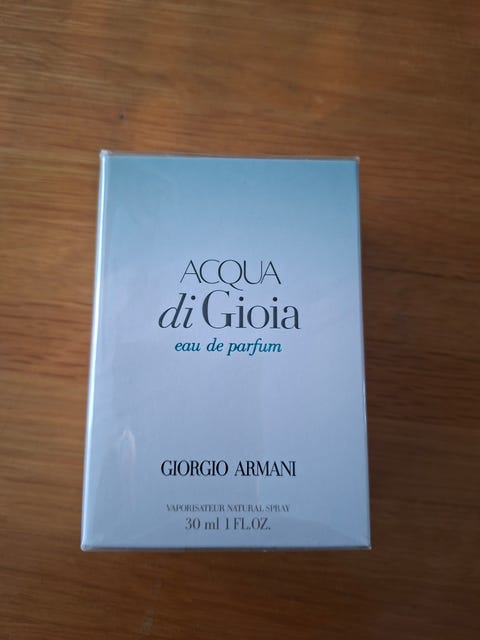 ACQUA
di Gioia
eau de parfum
GIORGIO ARMANI
VAPORISATEUR NATURAL SPRAY
30 ml 1 FL.OZ.